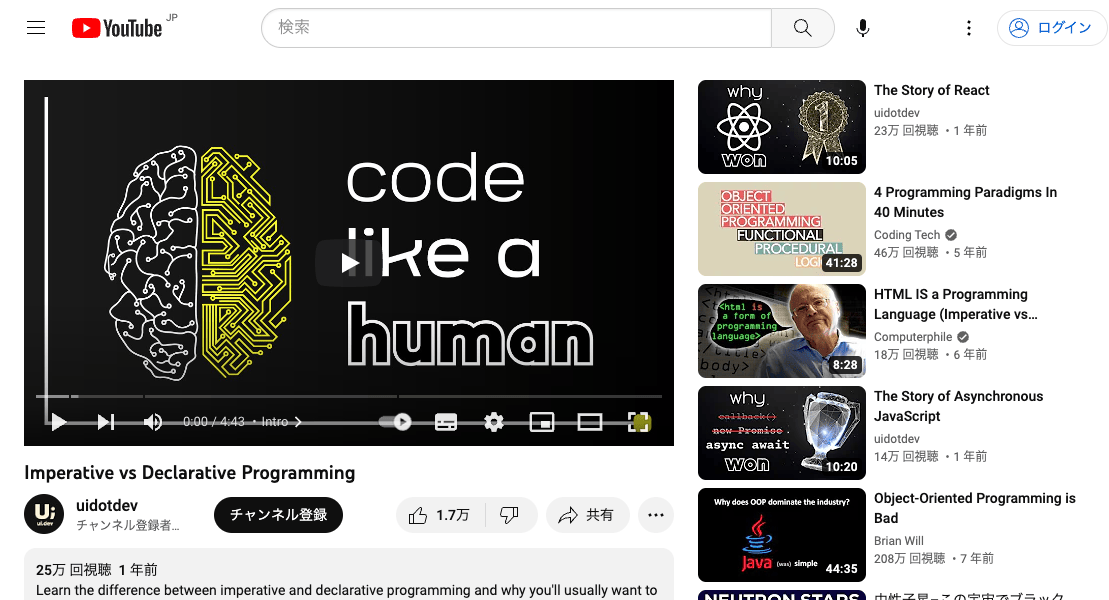 YouTube JP
検索
ログイン
code
like a
human
0:00 / 4:43 • Intro
Imperative vs Declarative Programming
U;
ui.dev
uidotdev
チャンネル登録者...
チャンネル登録
1.7万
共有
25万 回視聴 1 年前
Learn the difference between imperative and declarative programming and why you'll usually want to
why
won
10:05
The Story of React
uidotdev
23万 回視聴 • 1 年前
OBJECT
ORIENTED
PROGRAMMING
FUNCTIONAL
PROCEDURAL
41:28
4 Programming Paradigms In
40 Minutes
Coding Tech
46万 回視聴 • 5 年前
<html is
a form of
programming
language>
body>
8:28
HTML IS a Programming
Language (Imperative vs...
Computerphile
18万 回視聴 • 6 年前
why
callback()
new Promise
async await
won
10:20
The Story of Asynchronous
JavaScript
uidotdev
14万 回視聴 • 1 年前
Why does OOP dominate the industry?
Java (was) simple
44:35
Object-Oriented Programming is
Bad
Brian Will
208万 回視聴 • 7 年前
NEUTRON STARS
中性子星–この宇宙でブラック